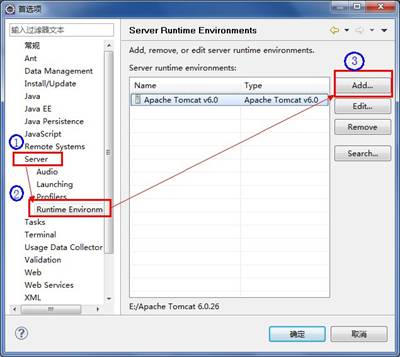 首选项
输入过滤器文本
常规
Ant
Data Management
Install/Update
Java
Java EE
Java Persistence
JavaScript
Remote Systems
① Server
Audio
Launching
② Profilers
Runtime Environm
Tasks
Terminal
Usage Data Collector
Validation
Web
Web Services
XML
Server Runtime Environments
Add, remove, or edit server runtime environments.
Server runtime environments:
Name Type
Apache Tomcat v6.0 Apache Tomcat v6.0
③
Add...
Edit...
Remove
Search...
E:/Apache Tomcat 6.0.26
?
确定 取消